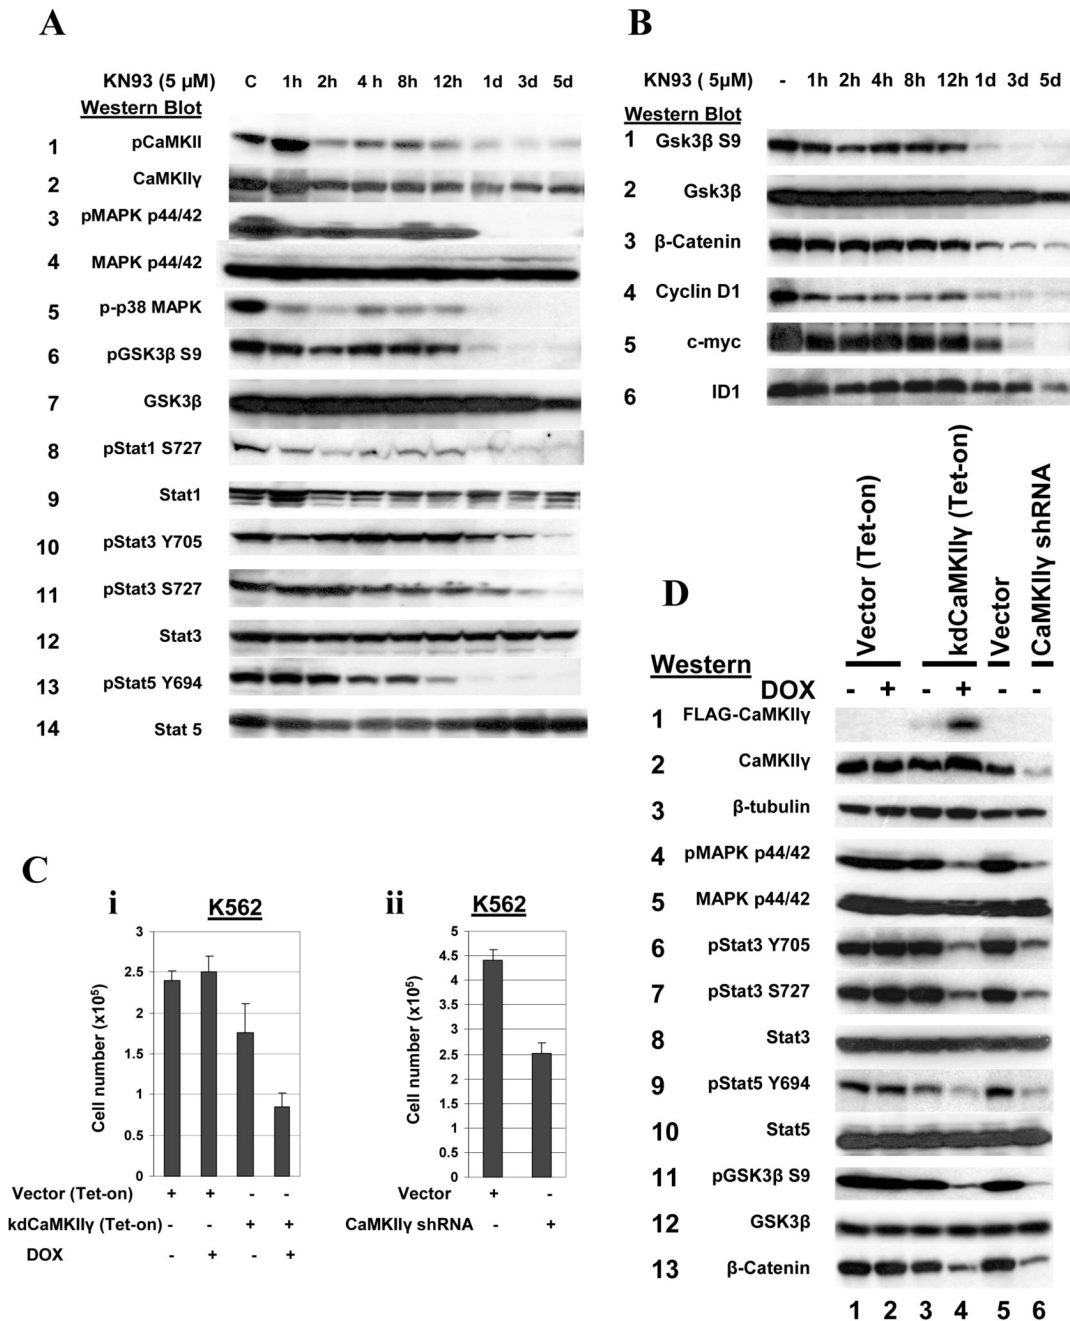 A
KN93 (5 µM) C 1h 2h 4 h 8h 12h 1d 3d 5d
Western Blot
1 pCaMKII
2 CaMKIIγ
3 pMAPK p44/42
4 MAPK p44/42
5 p-p38 MAPK
6 pGSK3β S9
7 GSK3β
8 pStat1 S727
9 Stat1
10 pStat3 Y705
11 pStat3 S727
12 Stat3
13 pStat5 Y694
14 Stat 5
B
KN93 ( 5µM) - 1h 2h 4h 8h 12h 1d 3d 5d
Western Blot
1 Gsk3β S9
2 Gsk3β
3 β-Catenin
4 Cyclin D1
5 c-myc
6 ID1
C
i K562
Cell number (x10⁵)
3
2.5
2
1.5
1
0.5
0
Vector (Tet-on) + + - -
kdCaMKIIγ (Tet-on) - - + +
DOX - + - +
ii K562
Cell number (x10⁵)
5
4.5
4
3.5
3
2.5
2
1.5
1
0.5
0
Vector + -
CaMKIIγ shRNA - +
D
Vector (Tet-on)
kdCaMKIIγ (Tet-on)
Vector
CaMKIIγ shRNA
Western
DOX - + - + - -
1 FLAG-CaMKIIγ
2 CaMKIIγ
3 β-tubulin
4 pMAPK p44/42
5 MAPK p44/42
6 pStat3 Y705
7 pStat3 S727
8 Stat3
9 pStat5 Y694
10 Stat5
11 pGSK3β S9
12 GSK3β
13 β-Catenin
1 2 3 4 5 6